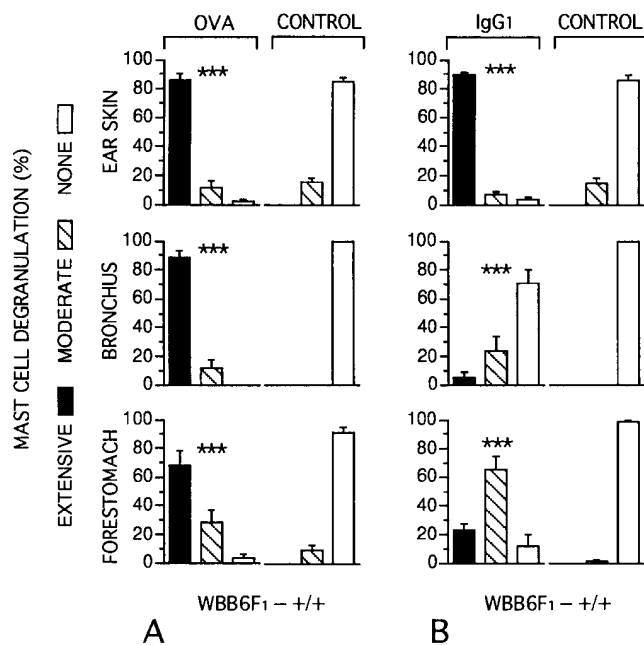 OVA CONTROL IgG1 CONTROL
MAST CELL DEGRANULATION (%)
EXTENSIVE MODERATE NONE
EAR SKIN
100 80 60 40 20 0 *** 100 80 60 40 20 0 ***
BRONCHUS
100 80 60 40 20 0 *** 100 80 60 40 20 0 ***
FORESTOMACH
100 80 60 40 20 0 *** 100 80 60 40 20 0 ***
WBB6F1 – +/+ WBB6F1 – +/+
A B